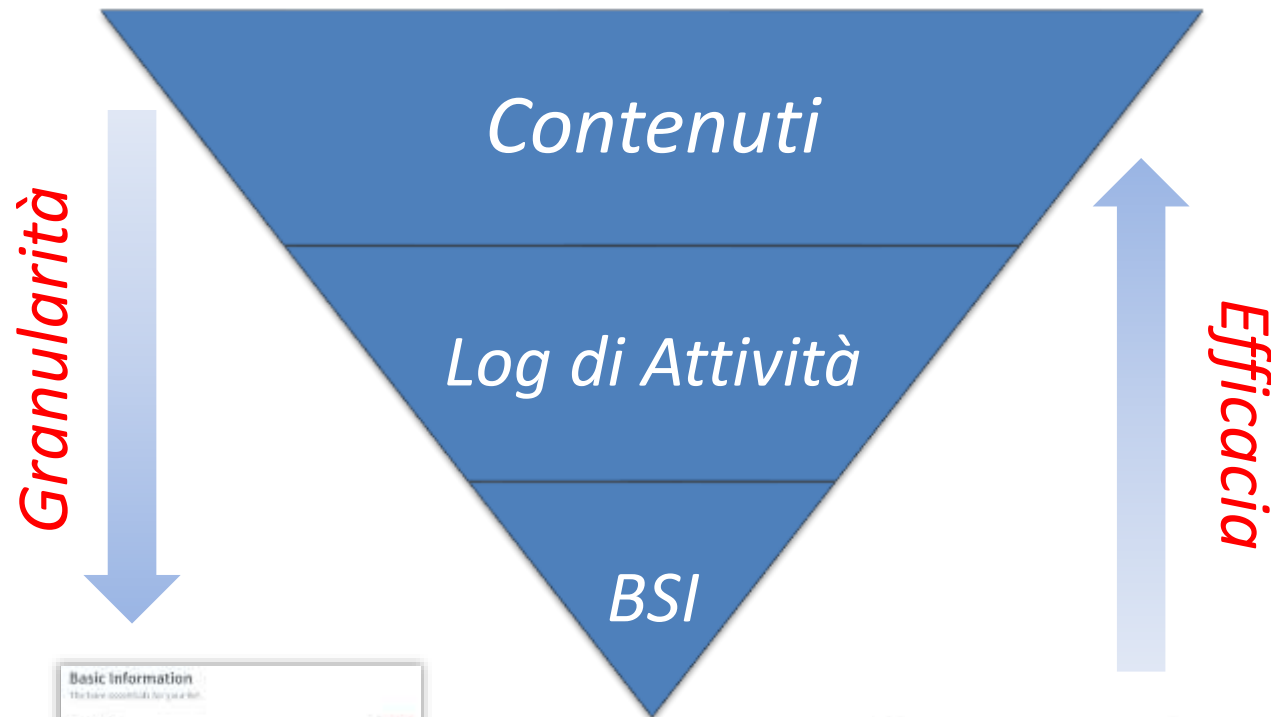 Contenuti
Granularità
Log di Attività
Efficacia
BSI
Basic Information